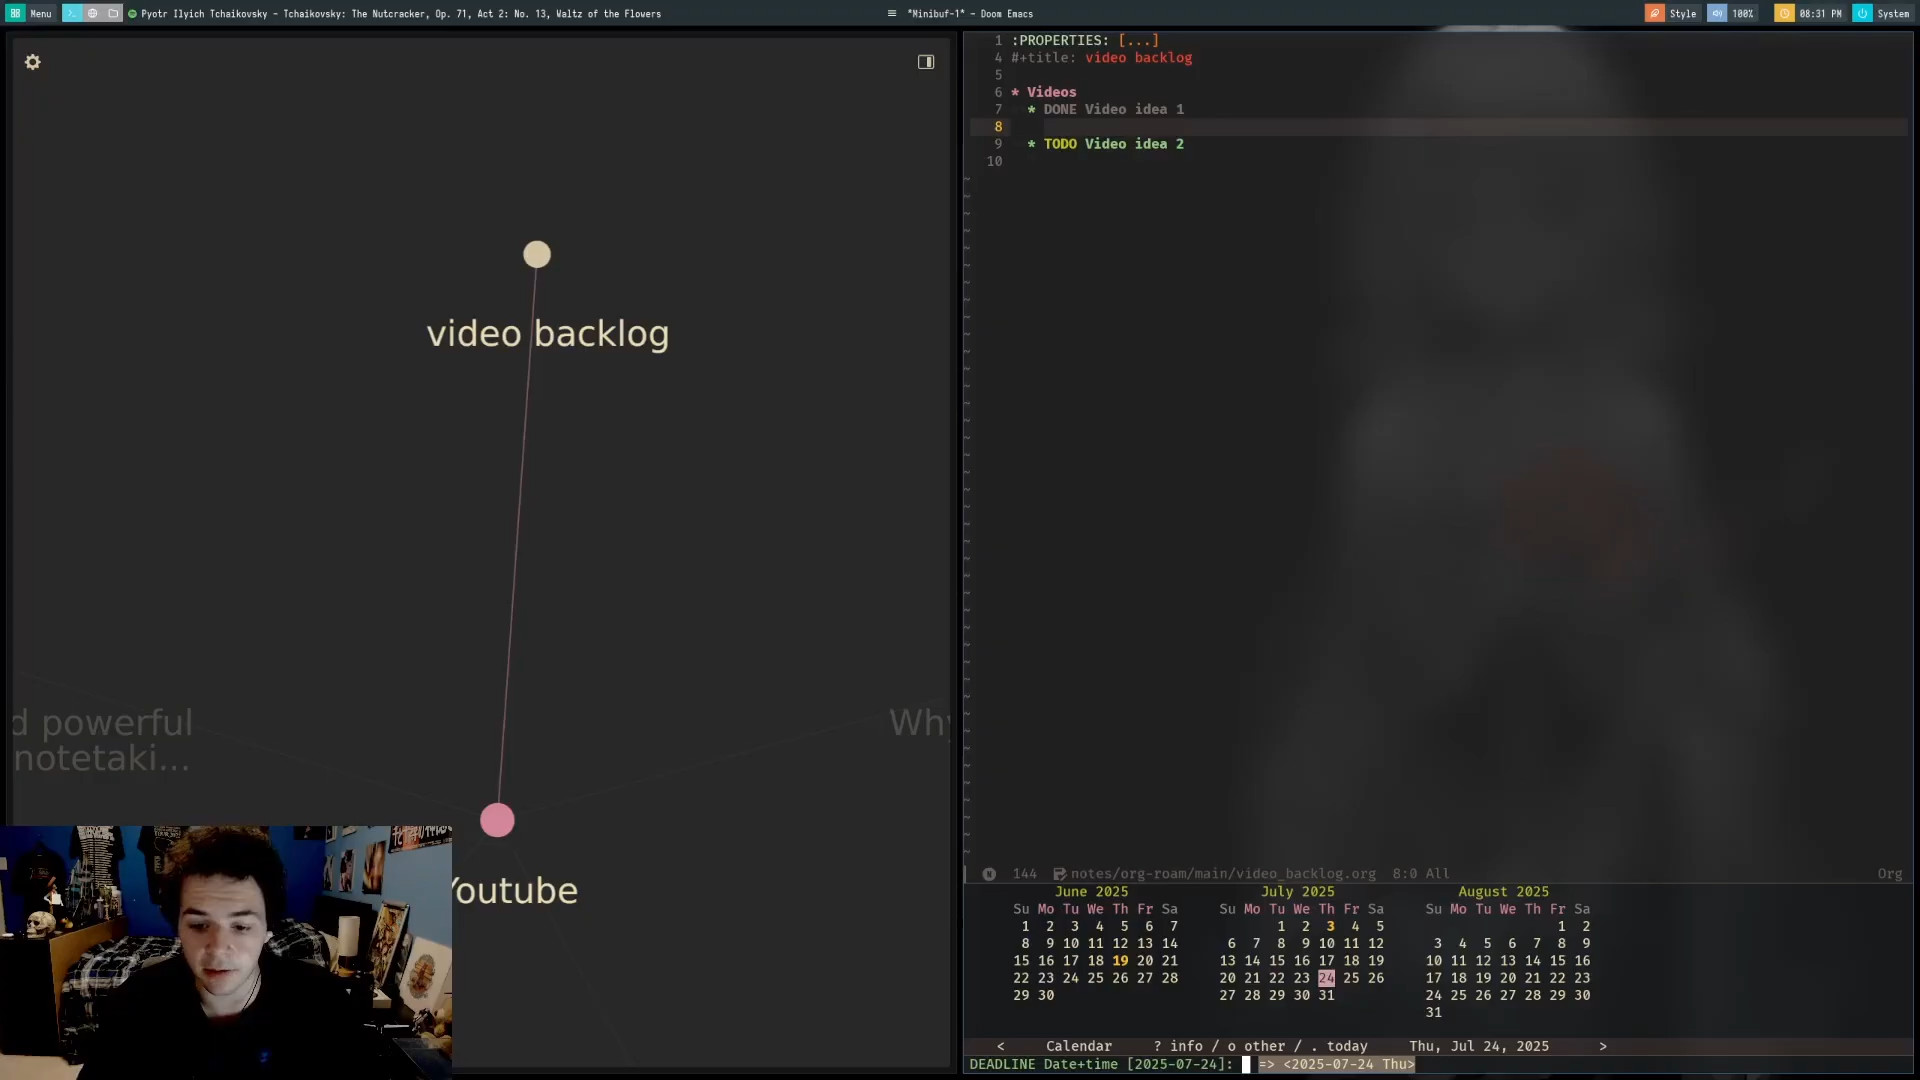 Menu
Pyotr Ilyich Tchaikovsky - Tchaikovsky: The Nutcracker, Op. 71, Act 2: No. 13, Waltz of the Flowers
*Minibuf-1* - Doom Emacs
Style
100%
08:31 PM
System
video backlog
d powerful
notetaki...
Why
Youtube
1 :PROPERTIES: [...]
4 #+title: video backlog
5
6 * Videos
7 * DONE Video idea 1
8
9 * TODO Video idea 2
10
144 notes/org-roam/main/video_backlog.org 8:0 All Org
June 2025 July 2025 August 2025
Su Mo Tu We Th Fr Sa Su Mo Tu We Th Fr Sa Su Mo Tu We Th Fr Sa
1 2 3 4 5 6 7 1 2 3 4 5 1 2
8 9 10 11 12 13 14 6 7 8 9 10 11 12 3 4 5 6 7 8 9
15 16 17 18 19 20 21 13 14 15 16 17 18 19 10 11 12 13 14 15 16
22 23 24 25 26 27 28 20 21 22 23 24 25 26 17 18 19 20 21 22 23
29 30 27 28 29 30 31 24 25 26 27 28 29 30
31
< Calendar ? info / o other / . today Thu, Jul 24, 2025 >
DEADLINE Date+time [2025-07-24]: => <2025-07-24 Thu>